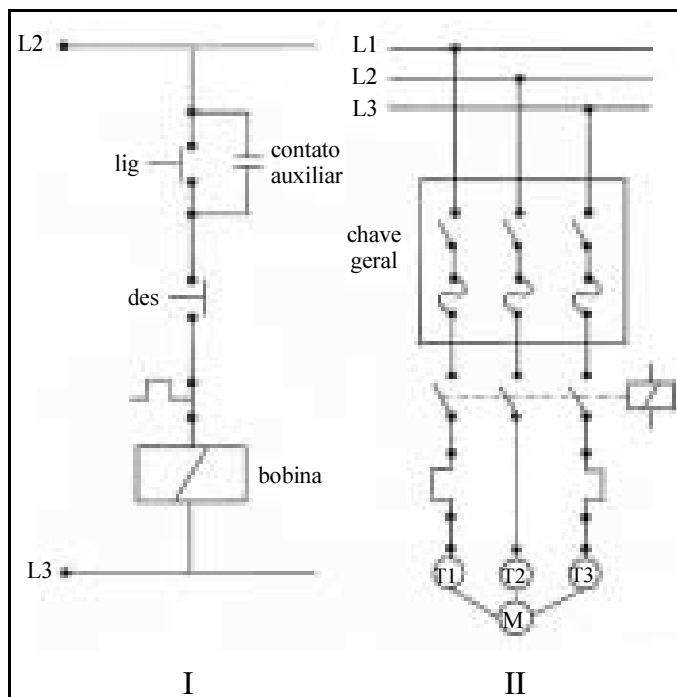 L2
lig
contato
auxiliar
des
bobina
L3
I
L1
L2
L3
chave
geral
T1 T2 T3
M
II